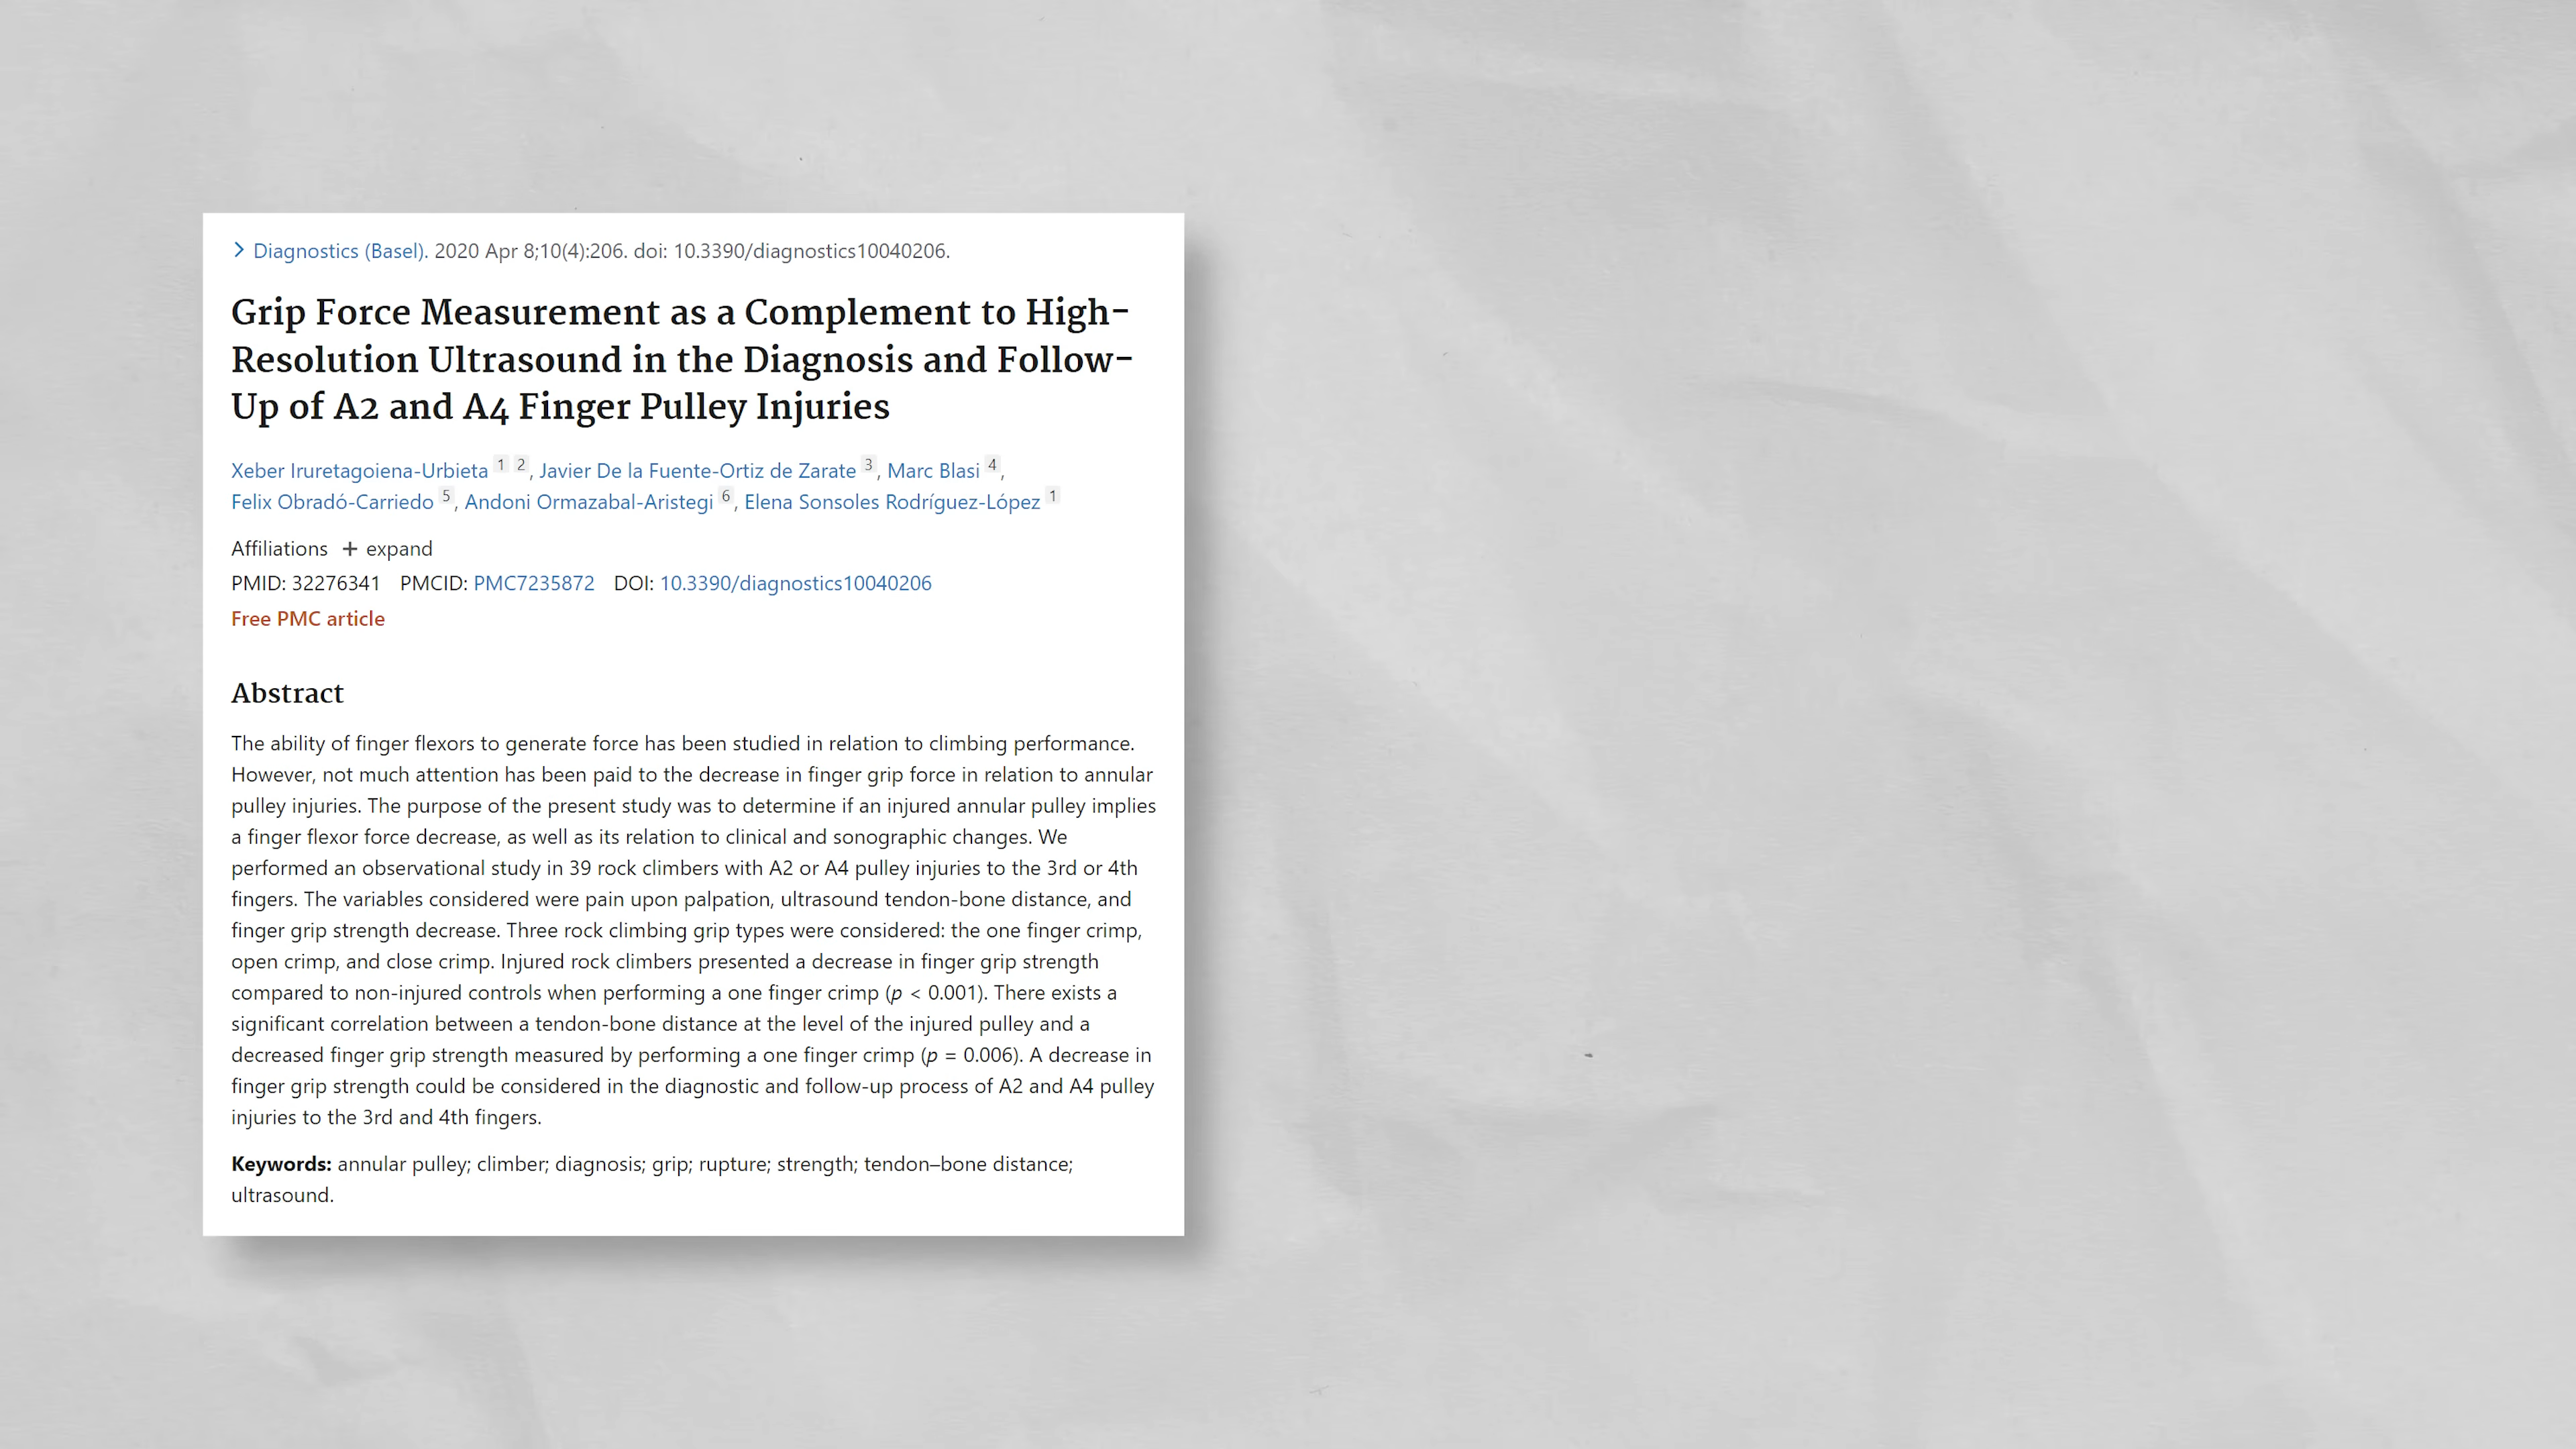 Diagnostics (Basel). 2020 Apr 8;10(4):206. doi: 10.3390/diagnostics10040206.
Grip Force Measurement as a Complement to High-
Resolution Ultrasound in the Diagnosis and Follow-
Up of A2 and A4 Finger Pulley Injuries
Xeber Iruretagoiena-Urbieta 1 2, Javier De la Fuente-Ortiz de Zarate 3, Marc Blasi 4,
Felix Obradó-Carriedo 5, Andoni Ormazabal-Aristegi 6, Elena Sonsoles Rodríguez-López 1
Affiliations + expand
PMID: 32276341 PMCID: PMC7235872 DOI: 10.3390/diagnostics10040206
Free PMC article
Abstract
The ability of finger flexors to generate force has been studied in relation to climbing performance.
However, not much attention has been paid to the decrease in finger grip force in relation to annular
pulley injuries. The purpose of the present study was to determine if an injured annular pulley implies
a finger flexor force decrease, as well as its relation to clinical and sonographic changes. We
performed an observational study in 39 rock climbers with A2 or A4 pulley injuries to the 3rd or 4th
fingers. The variables considered were pain upon palpation, ultrasound tendon-bone distance, and
finger grip strength decrease. Three rock climbing grip types were considered: the one finger crimp,
open crimp, and close crimp. Injured rock climbers presented a decrease in finger grip strength
compared to non-injured controls when performing a one finger crimp (p < 0.001). There exists a
significant correlation between a tendon-bone distance at the level of the injured pulley and a
decreased finger grip strength measured by performing a one finger crimp (p = 0.006). A decrease in
finger grip strength could be considered in the diagnostic and follow-up process of A2 and A4 pulley
injuries to the 3rd and 4th fingers.
Keywords: annular pulley; climber; diagnosis; grip; rupture; strength; tendon–bone distance;
ultrasound.